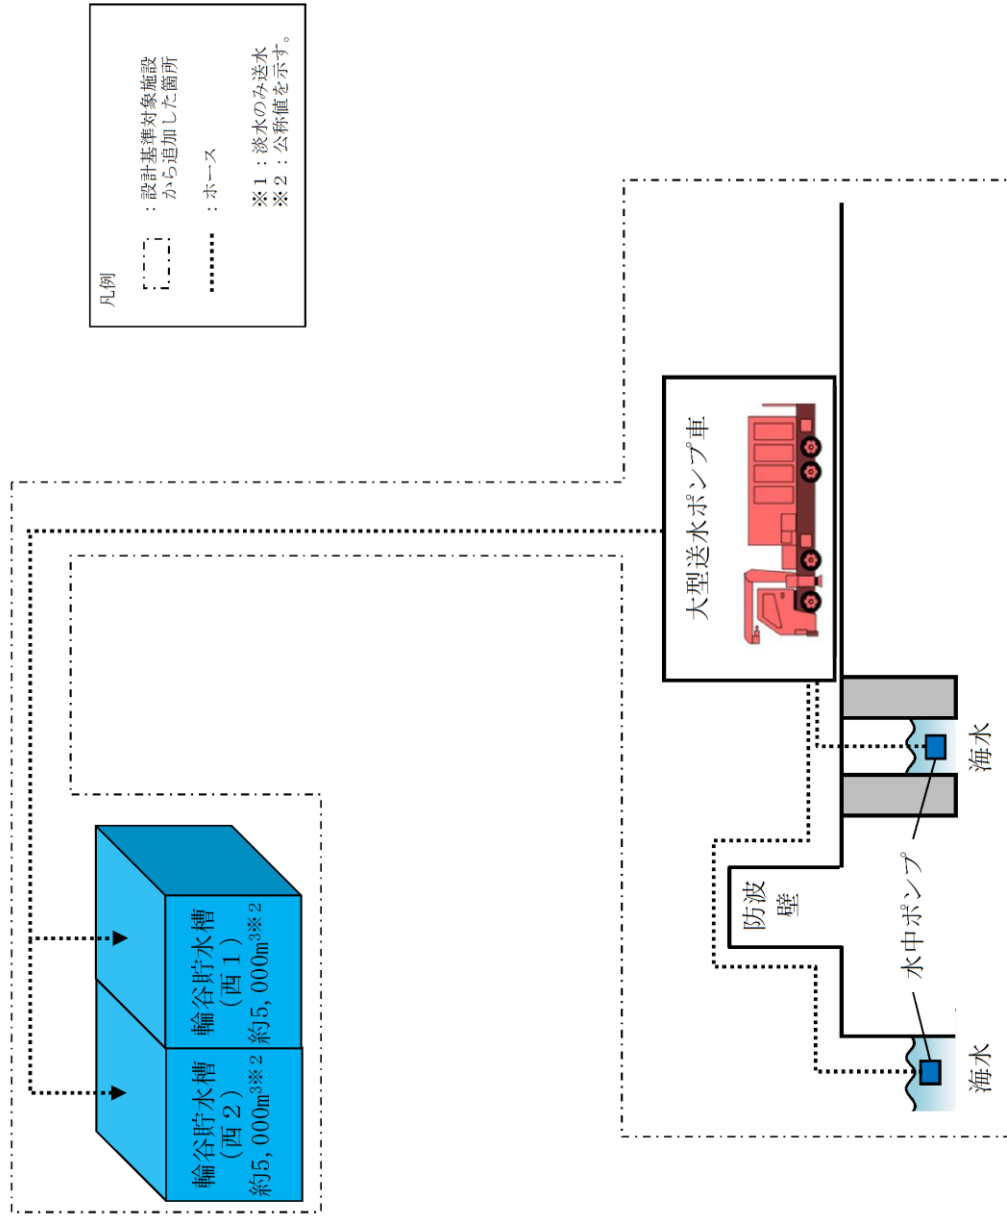 凡例
：設計基準対象施設
から追加した箇所
：ホース
※１：淡水のみ送水
※２：公称値を示す。
輪谷貯水槽
（西２）
約5,000m³※２
輪谷貯水槽
（西１）
約5,000m³※２
大型送水ポンプ車
防波
壁
水中ポンプ
海水
海水